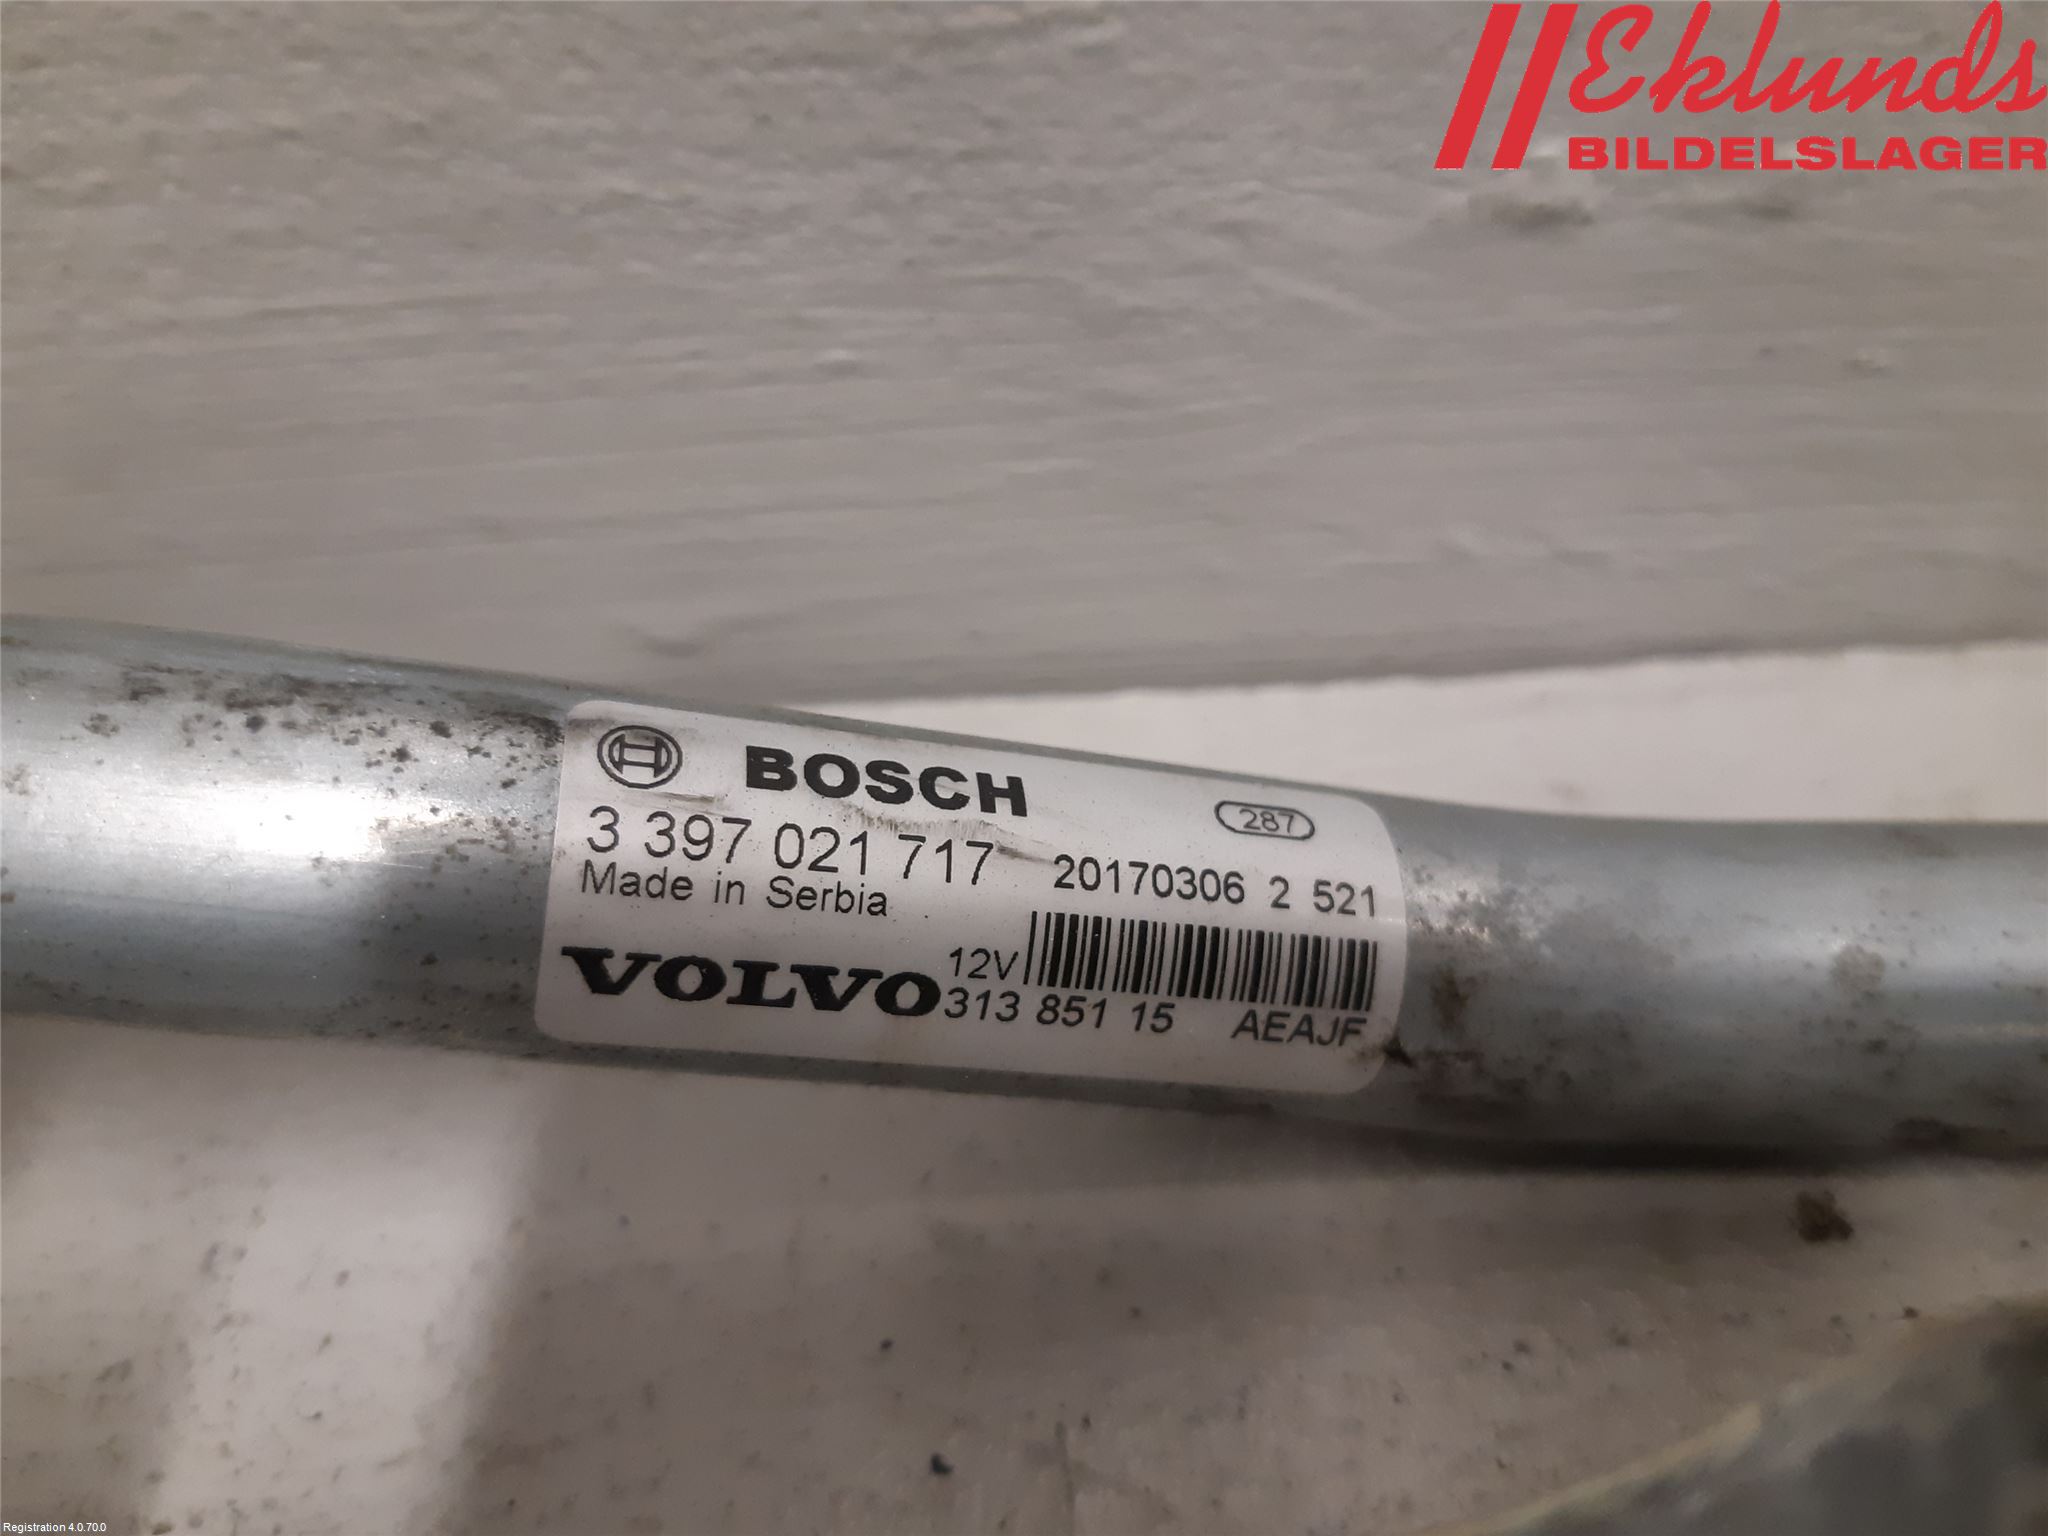 Eklunds
BILDELSLAGER
BOSCH
287
3 397 021 717
20170306 2 521
Made in Serbia
12V
VOLVO
313 851 15
AEAJF
Registration 4.0.70.0